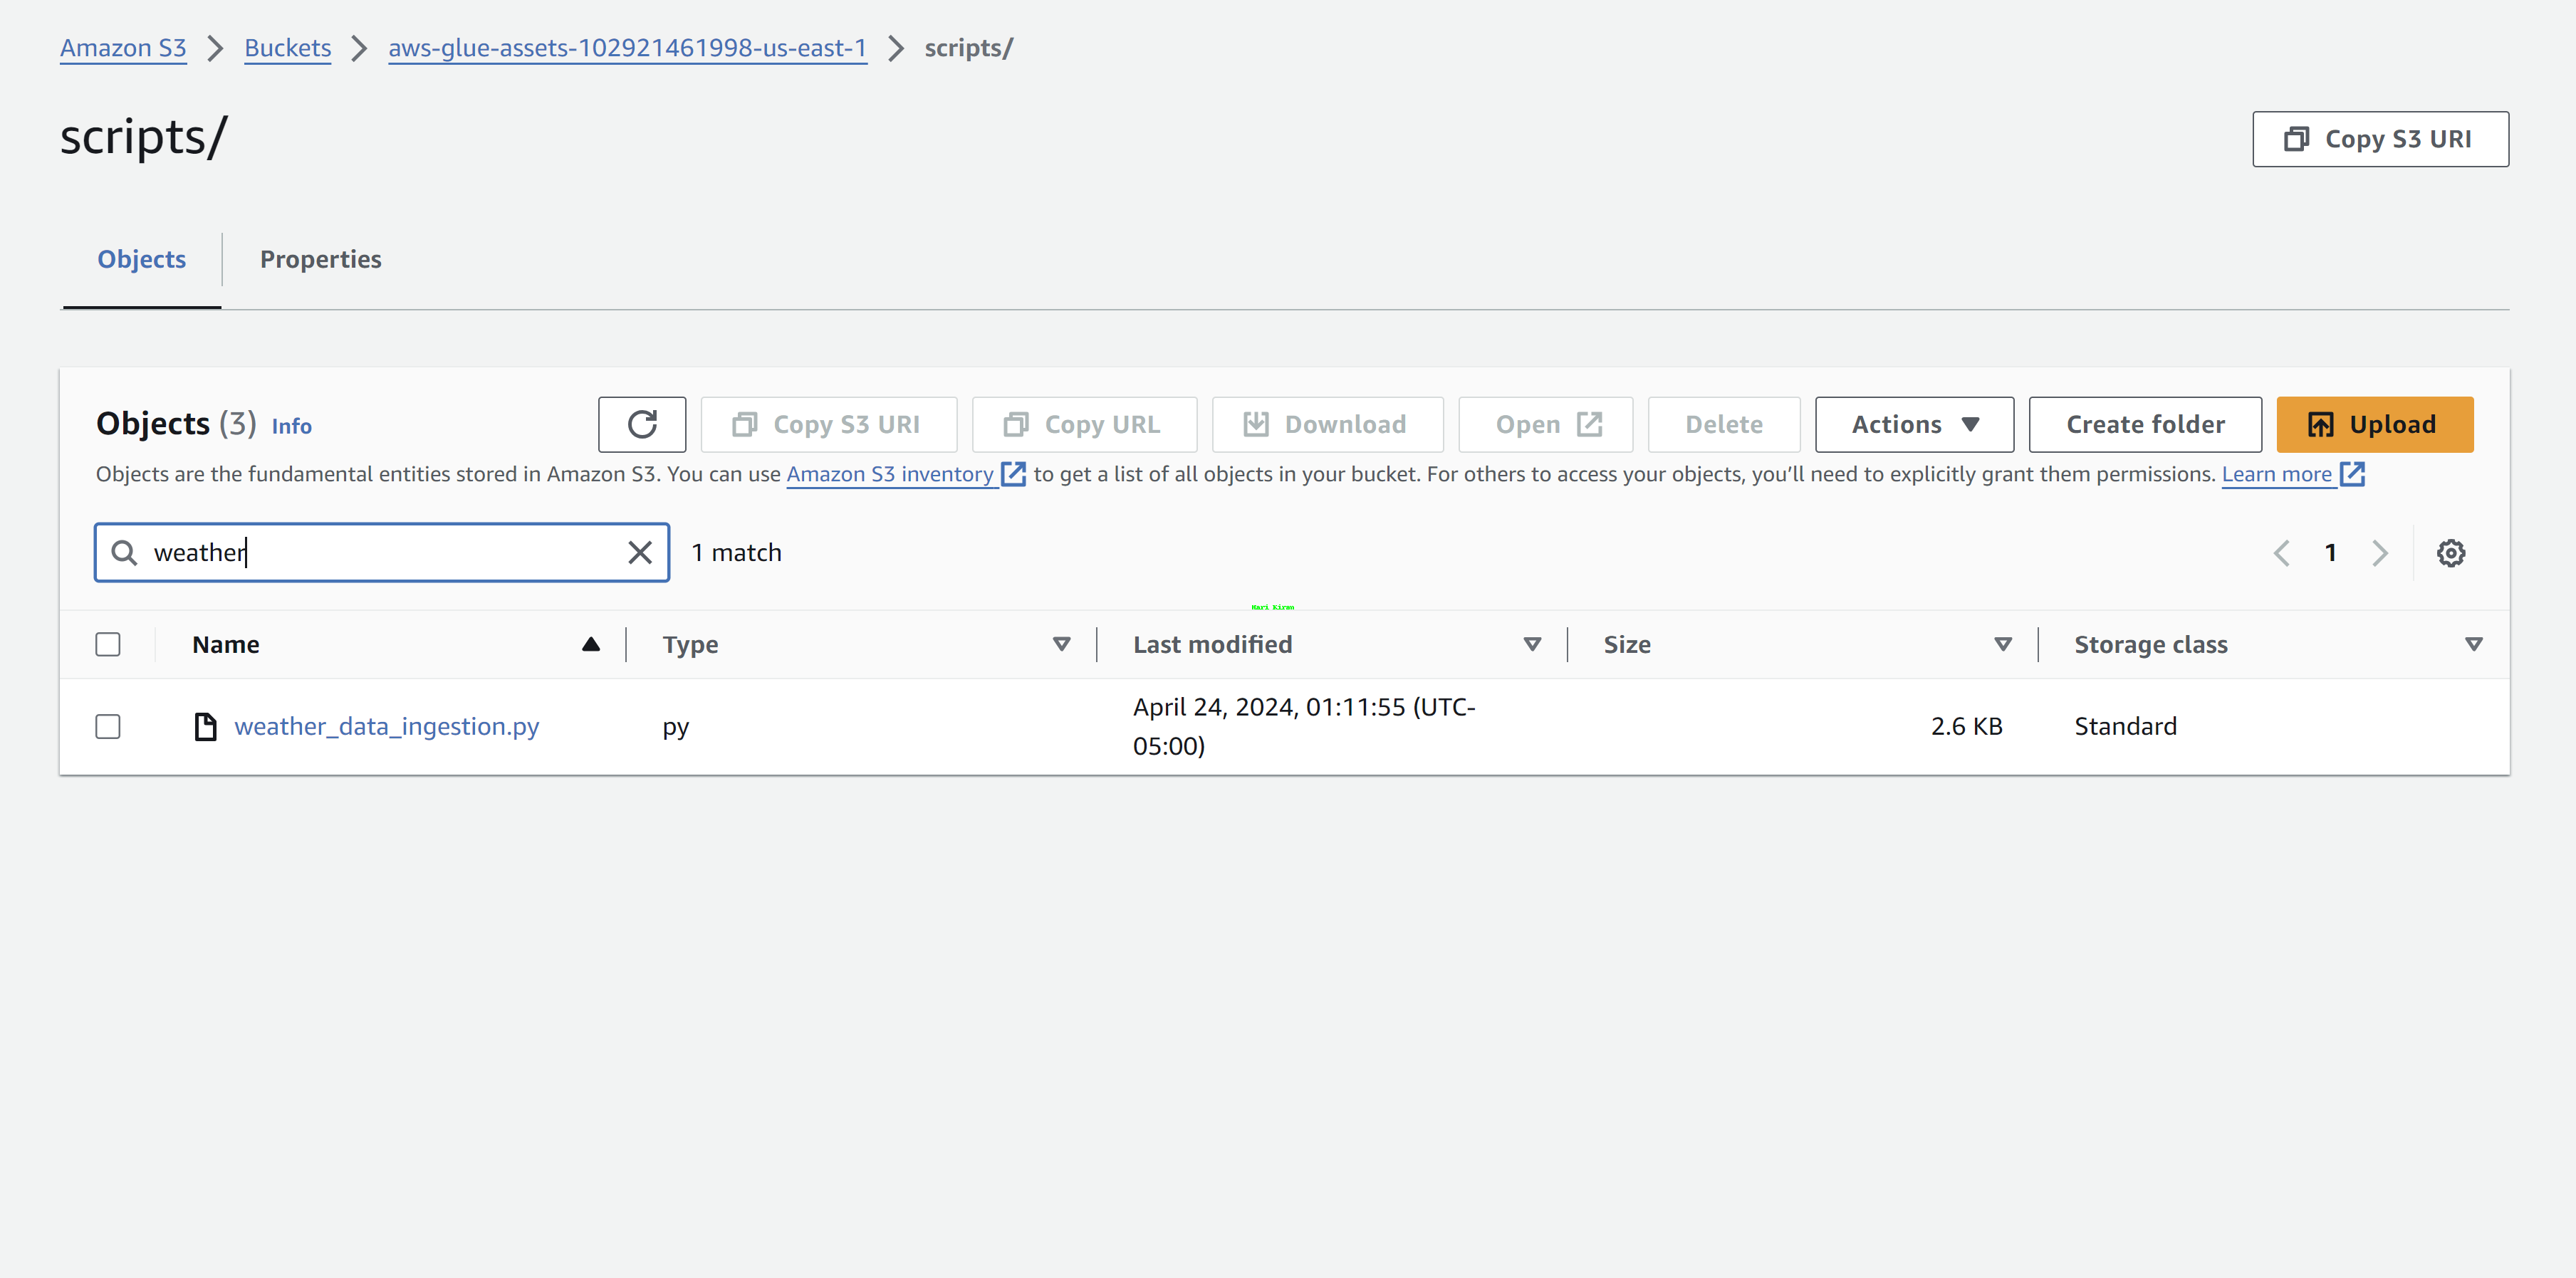 Amazon S3 > Buckets > aws-glue-assets-102921461998-us-east-1 > scripts/
scripts/
Copy S3 URI
Objects
Properties
Objects (3) Info
Copy S3 URI
Copy URL
Download
Open
Delete
Actions
Create folder
Upload
Objects are the fundamental entities stored in Amazon S3. You can use Amazon S3 inventory to get a list of all objects in your bucket. For others to access your objects, you’ll need to explicitly grant them permissions. Learn more
weather
1 match
1
Name
Type
Last modified
Size
Storage class
weather_data_ingestion.py
py
April 24, 2024, 01:11:55 (UTC-
05:00)
2.6 KB
Standard